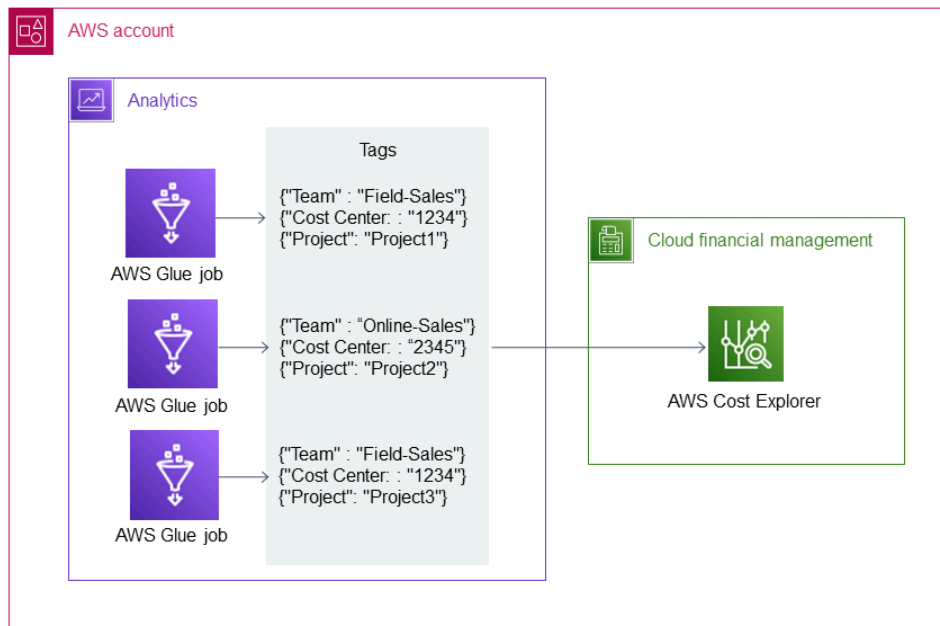 AWS account
Analytics
Tags
{"Team" : "Field-Sales"}
{"Cost Center: : "1234"}
{"Project": "Project1"}
AWS Glue job
{"Team" : “Online-Sales"}
{"Cost Center: : “2345"}
{"Project": "Project2"}
AWS Glue job
{"Team" : "Field-Sales"}
{"Cost Center: : "1234"}
{"Project": "Project3"}
AWS Glue job
Cloud financial management
AWS Cost Explorer